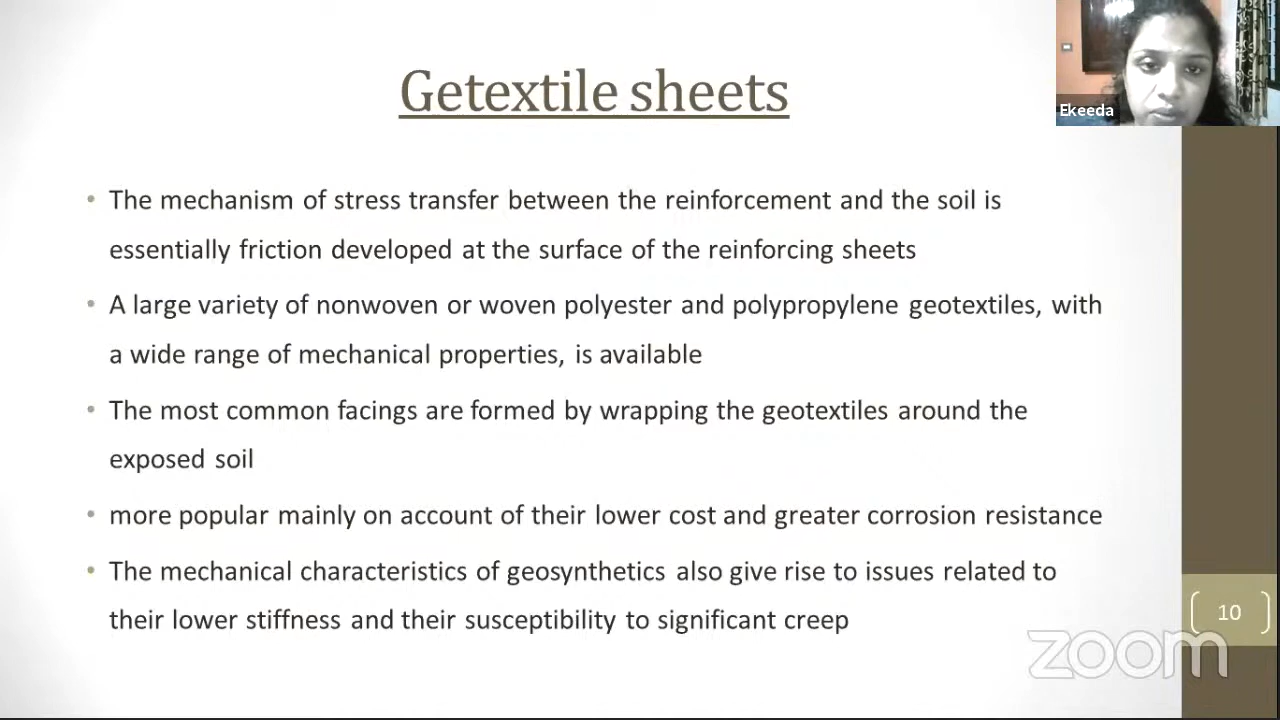 Getextile sheets
Ekeeda
• The mechanism of stress transfer between the reinforcement and the soil is
essentially friction developed at the surface of the reinforcing sheets
• A large variety of nonwoven or woven polyester and polypropylene geotextiles, with
a wide range of mechanical properties, is available
• The most common facings are formed by wrapping the geotextiles around the
exposed soil
• more popular mainly on account of their lower cost and greater corrosion resistance
• The mechanical characteristics of geosynthetics also give rise to issues related to
their lower stiffness and their susceptibility to significant creep
10
zoom